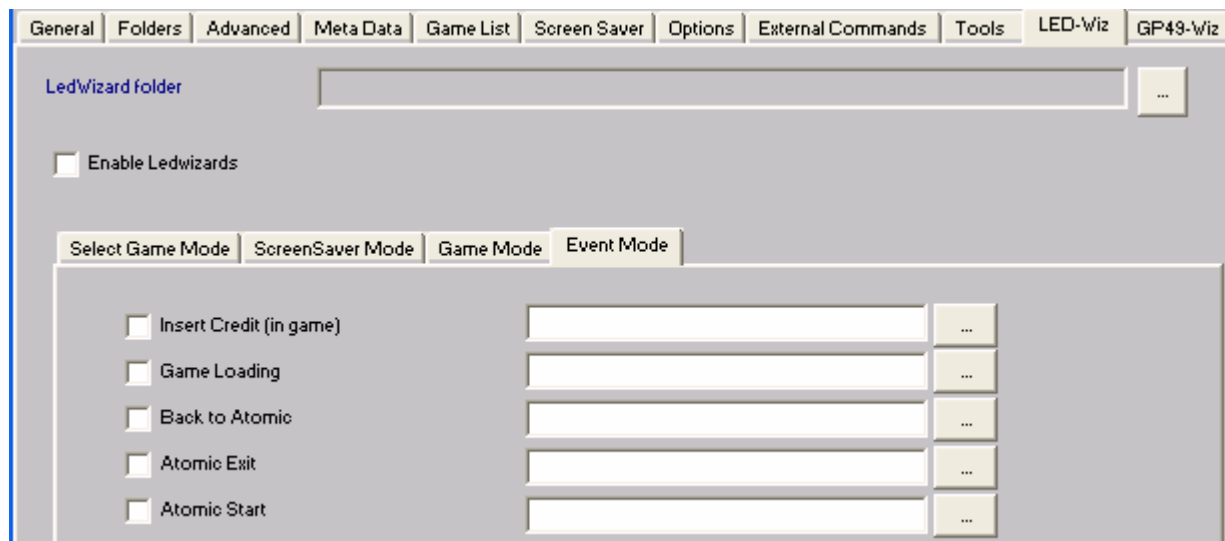 General Folders Advanced Meta Data Game List Screen Saver Options External Commands Tools LED-Wiz GP49-Wiz
LedWizard folder ...
Enable Ledwizards
Select Game Mode ScreenSaver Mode Game Mode Event Mode
Insert Credit (in game) ...
Game Loading ...
Back to Atomic ...
Atomic Exit ...
Atomic Start ...